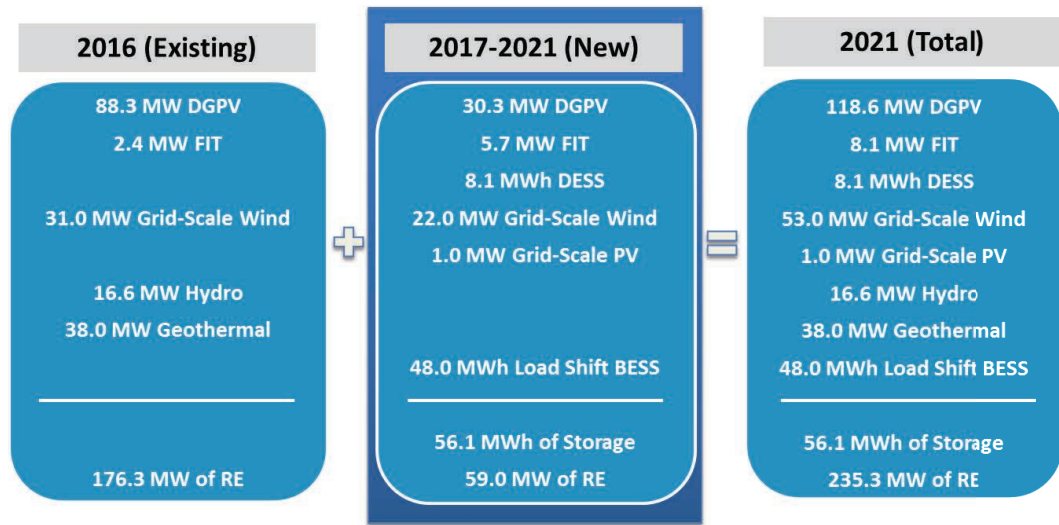 2016 (Existing)
88.3 MW DGPV
2.4 MW FIT
31.0 MW Grid-Scale Wind
16.6 MW Hydro
38.0 MW Geothermal
176.3 MW of RE
+
2017-2021 (New)
30.3 MW DGPV
5.7 MW FIT
8.1 MWh DESS
22.0 MW Grid-Scale Wind
1.0 MW Grid-Scale PV
48.0 MWh Load Shift BESS
56.1 MWh of Storage
59.0 MW of RE
=
2021 (Total)
118.6 MW DGPV
8.1 MW FIT
8.1 MWh DESS
53.0 MW Grid-Scale Wind
1.0 MW Grid-Scale PV
16.6 MW Hydro
38.0 MW Geothermal
48.0 MWh Load Shift BESS
56.1 MWh of Storage
235.3 MW of RE